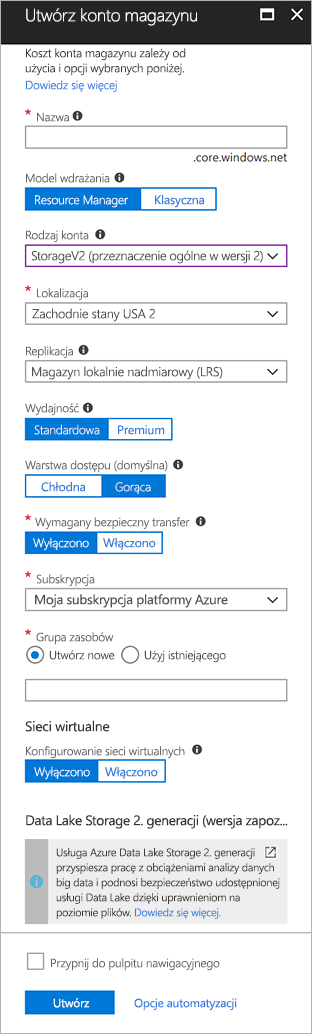 Utwórz konto magazynu
Koszt konta magazynu zależy od
użycia i opcji wybranych poniżej.
Dowiedz się więcej
* Nazwa
.core.windows.net
Model wdrażania
Resource Manager Klasyczna
Rodzaj konta
StorageV2 (przeznaczenie ogólne w wersji 2)
* Lokalizacja
Zachodnie stany USA 2
Replikacja
Magazyn lokalnie nadmiarowy (LRS)
Wydajność
Standardowa Premium
Warstwa dostępu (domyślna)
Chłodna Gorąca
* Wymagany bezpieczny transfer
Wyłączono Włączono
* Subskrypcja
Moja subskrypcja platformy Azure
* Grupa zasobów
Utwórz nowe Użyj istniejącego
Sieci wirtualne
Konfigurowanie sieci wirtualnych
Wyłączono Włączono
Data Lake Storage 2. generacji (wersja zapoz...
Usługa Azure Data Lake Storage 2. generacji
przyspiesza pracę z obciążeniami analizy danych
big data i podnosi bezpieczeństwo udostępnionej
usługi Data Lake dzięki uprawnieniom na
poziomie plików. Dowiedz się więcej.
Przypnij do pulpitu nawigacyjnego
Utwórz Opcje automatyzacji